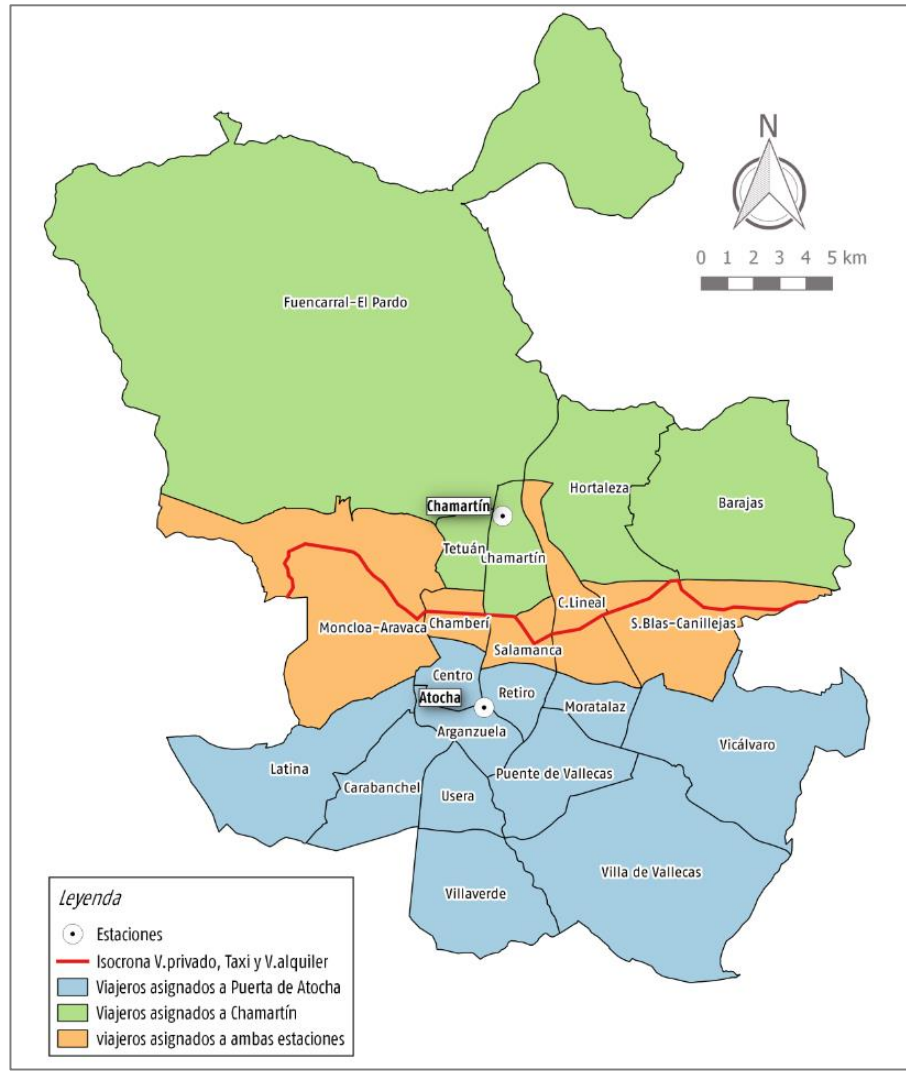 N
0 1 2 3 4 5 km
Fuencarral-El Pardo
Hortaleza
Barajas
Chamartín
Tetuán
Chamartín
C.Lineal
Chamberí
S.Blas-Canillejas
Moncloa-Aravaca
Salamanca
Centro
Atocha
Retiro
Moratalaz
Arganzuela
Vicálvaro
Latina
Puente de Vallecas
Carabanchel
Usera
Villa de Vallecas
Villaverde
Leyenda
Estaciones
Isocrona V.privado, Taxi y V.alquiler
Viajeros asignados a Puerta de Atocha
Viajeros asignados a Chamartín
viajeros asignados a ambas estaciones